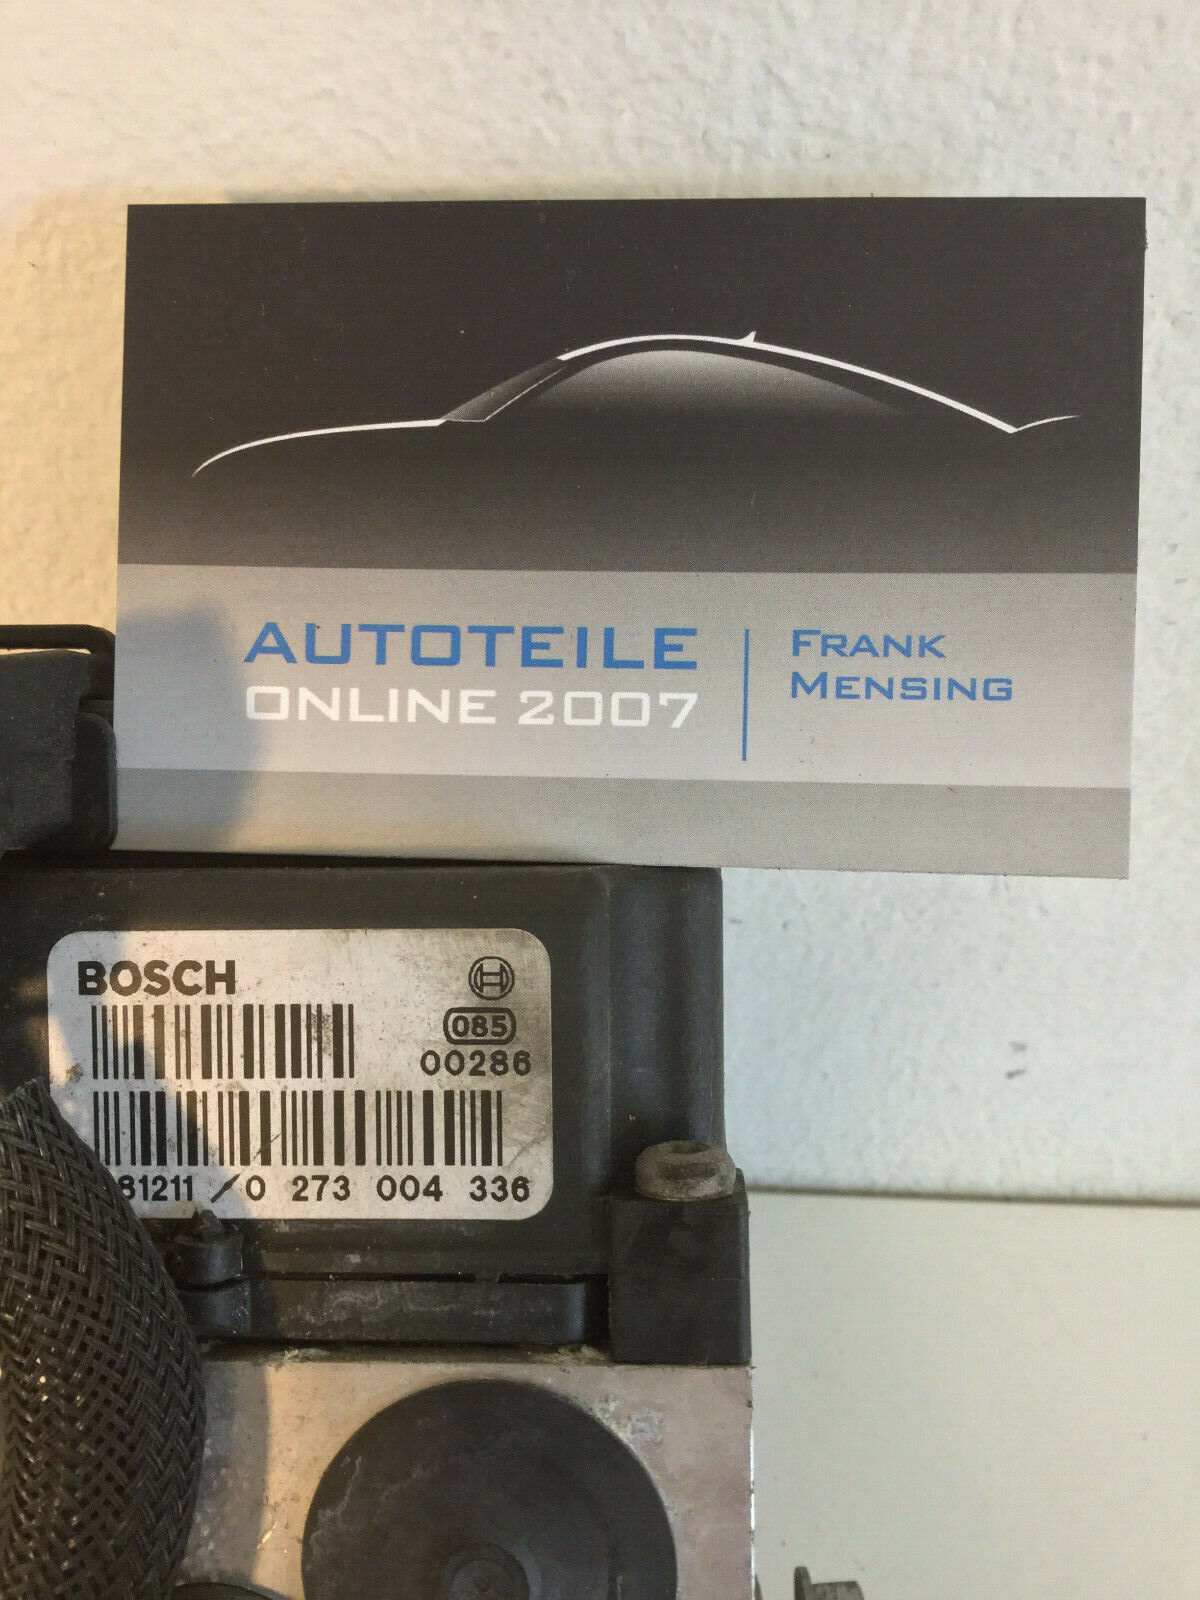 AUTOTEILE
ONLINE 2007
FRANK
MENSING
BOSCH
085
00286
81211 / 0 273 004 336